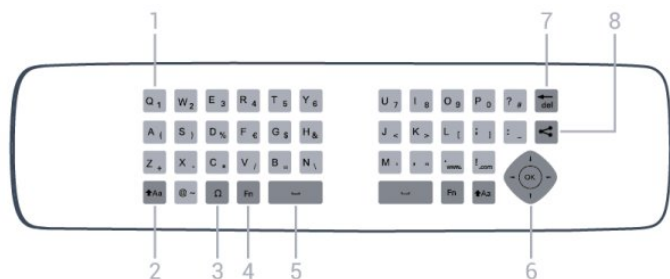 1 7 8
Q 1 W 2 E 3 R 4 T 5 Y 6 U 7 I 8 O 9 P 0 ? # del
A ( S ) D % F € G $ H & J < K > L [ ; ] : _
Z + X - C * V / B " N \ M ' , " . www. ! .com
Aa @ ~ Ω Fn Fn Aa OK
2 3 4 5 6